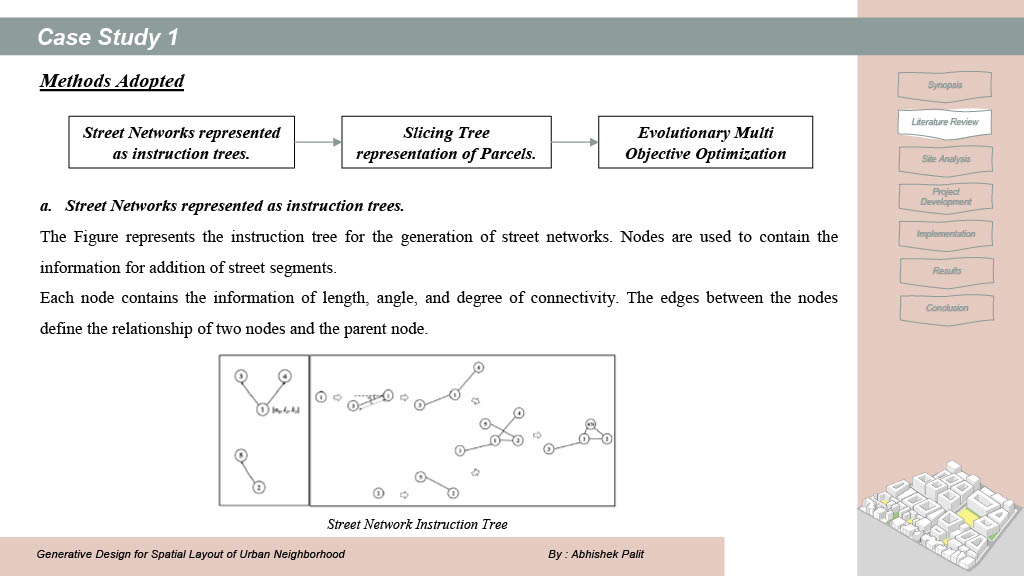 Case Study 1
Methods Adopted
Street Networks represented
as instruction trees.
Slicing Tree
representation of Parcels.
Evolutionary Multi
Objective Optimization
a. Street Networks represented as instruction trees.
The Figure represents the instruction tree for the generation of street networks. Nodes are used to contain the
information for addition of street segments.
Each node contains the information of length, angle, and degree of connectivity. The edges between the nodes
define the relationship of two nodes and the parent node.
Street Network Instruction Tree
Generative Design for Spatial Layout of Urban Neighborhood
By : Abhishek Palit
Synopsis
Literature Review
Site Analysis
Project
Development
Implementation
Results
Conclusion